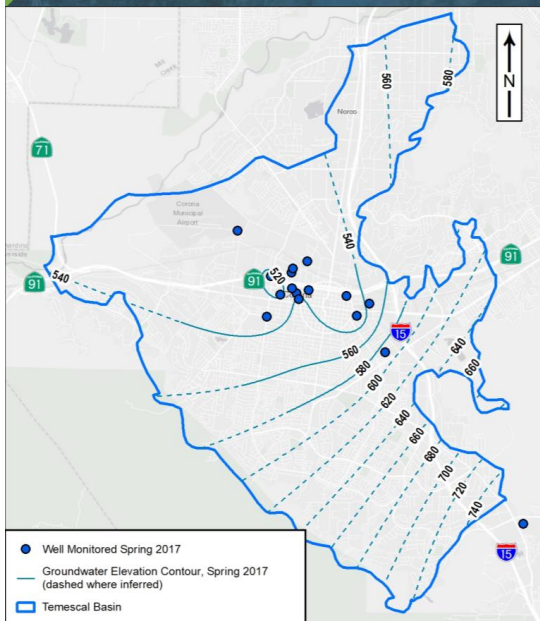 580
560
N
Norco
71
Corona
Municipal
Airport
540
540
91
91
520
91
15
560
580
600
640
660
620
640
660
680
700
720
740
15
Well Monitored Spring 2017
Groundwater Elevation Contour, Spring 2017
(dashed where inferred)
Temescal Basin